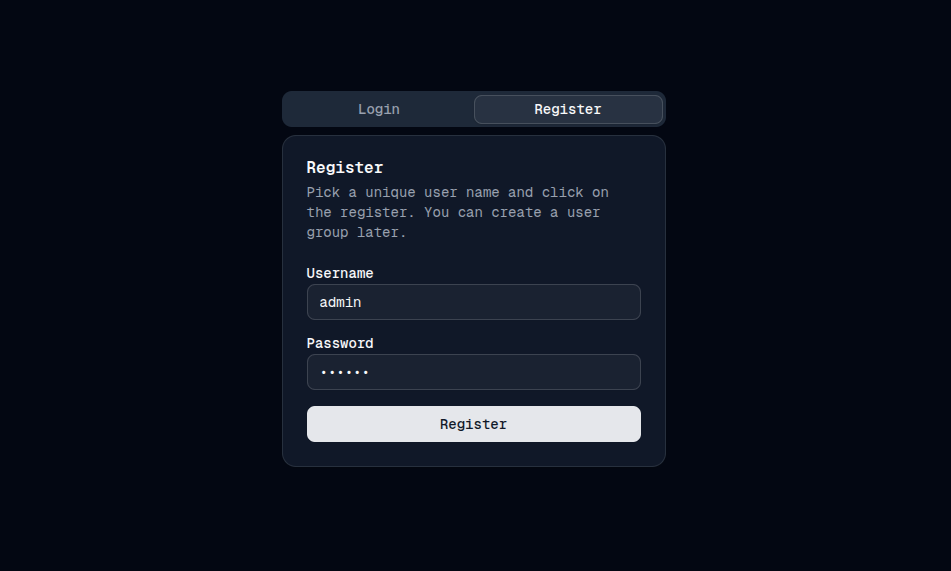 Login
Register
Register
Pick a unique user name and click on
the register. You can create a user
group later.
Username
admin
Password
••••••
Register